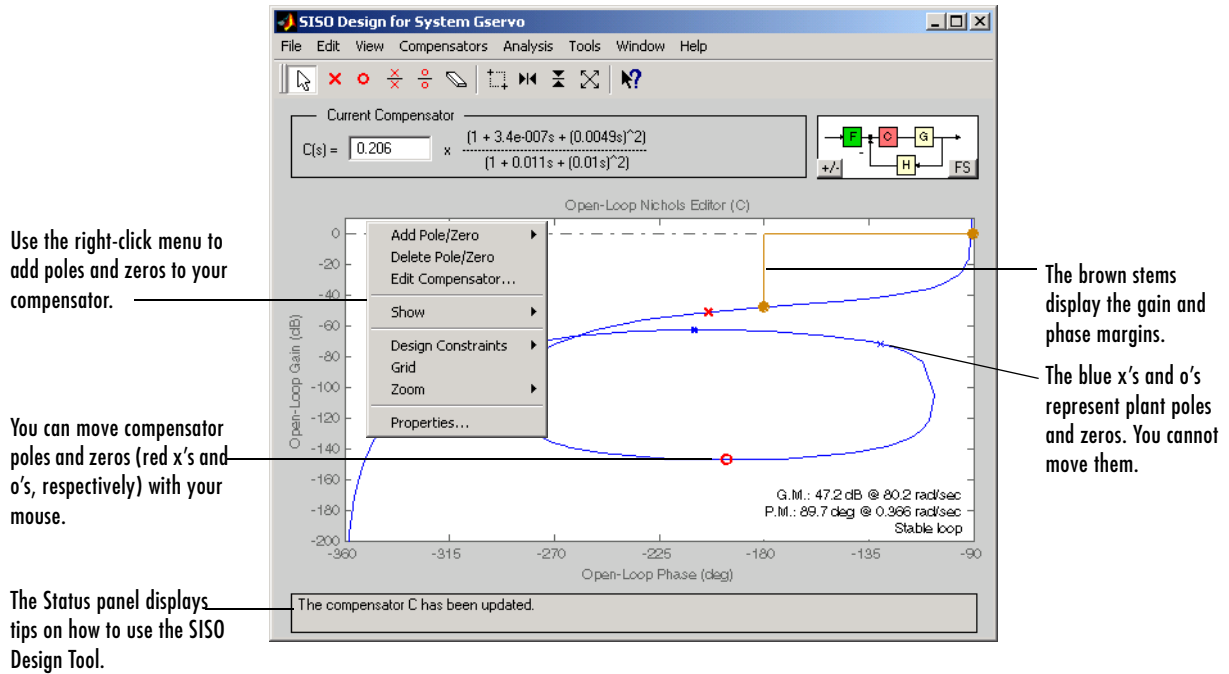 SISO Design for System Gservo
File Edit View Compensators Analysis Tools Window Help
Current Compensator
C(s) = 0.206 x (1 + 3.4e-007s + (0.0049s)^2)
(1 + 0.011s + (0.01s)^2)
F C G
H
+/- FS
Open-Loop Nichols Editor (C)
Add Pole/Zero
Delete Pole/Zero
Edit Compensator...
Show
Design Constraints
Grid
Zoom
Properties...
Open-Loop Gain (dB)
0
-20
-40
-60
-80
-100
-120
-140
-160
-180
-200
G.M.: 47.2 dB @ 80.2 rad/sec
P.M.: 89.7 deg @ 0.366 rad/sec
Stable loop
-360 -315 -270 -225 -180 -135 -90
Open-Loop Phase (deg)
The compensator C has been updated.
Use the right-click menu to
add poles and zeros to your
compensator.
You can move compensator
poles and zeros (red x's and
o's, respectively) with your
mouse.
The Status panel displays
tips on how to use the SISO
Design Tool.
The brown stems
display the gain and
phase margins.
The blue x's and o's
represent plant poles
and zeros. You cannot
move them.